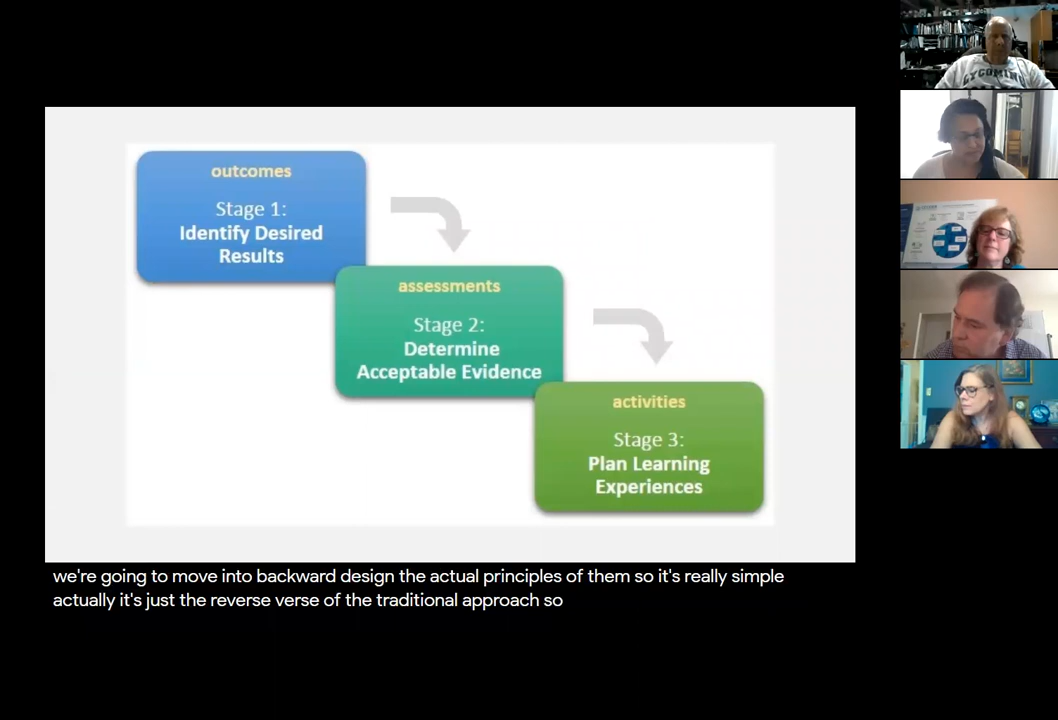 outcomes
Stage 1:
Identify Desired
Results
assessments
Stage 2:
Determine
Acceptable Evidence
activities
Stage 3:
Plan Learning
Experiences
we're going to move into backward design the actual principles of them so it's really simple
actually it's just the reverse verse of the traditional approach so
LYCOMING